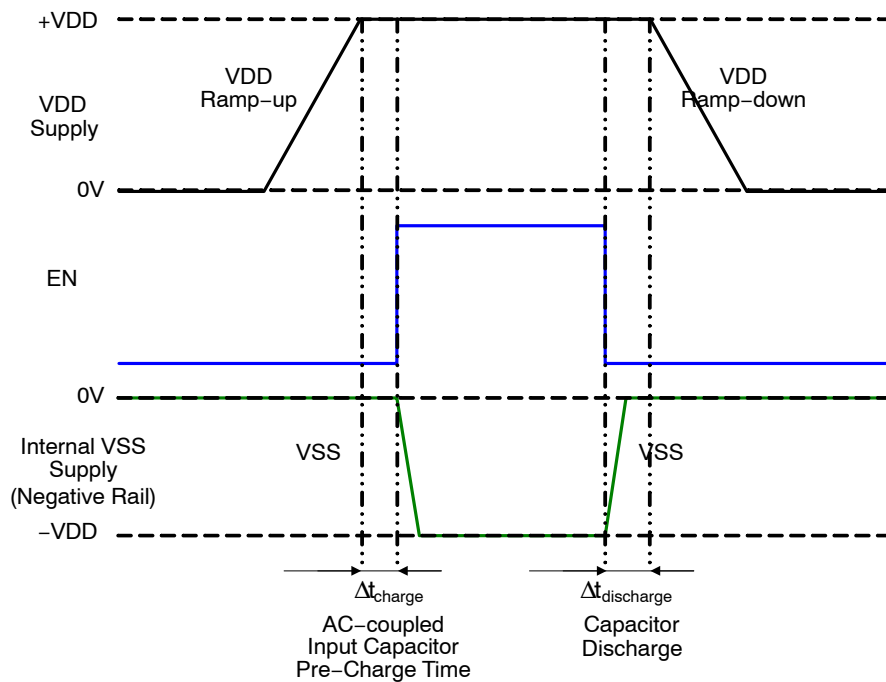 +VDD
VDD
Ramp−up
VDD
Ramp−down
VDD
Supply
0V
EN
0V
Internal VSS
Supply
(Negative Rail)
VSS
VSS
−VDD
Δtcharge
Δtdischarge
AC−coupled
Input Capacitor
Pre−Charge Time
Capacitor
Discharge